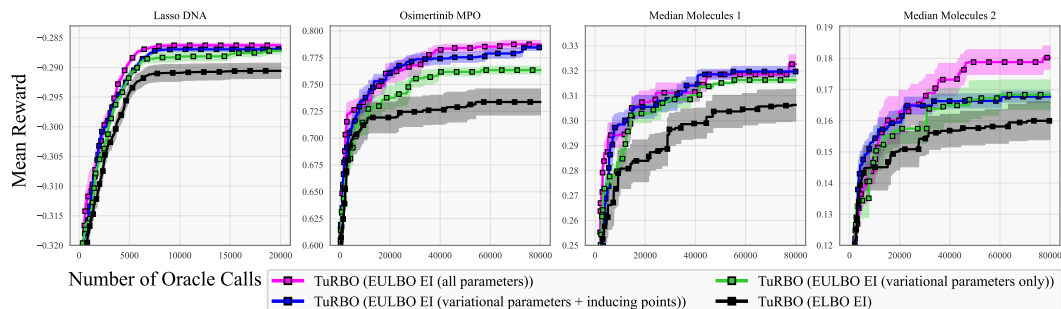 Lasso DNA
Osimertinib MPO
Median Molecules 1
Median Molecules 2
Mean Reward
−0.285
−0.290
−0.295
−0.300
−0.305
−0.310
−0.315
−0.320
0 5000 10000 15000 20000
0.800
0.775
0.750
0.725
0.700
0.675
0.650
0.625
0.600
0 20000 40000 60000 80000
0.33
0.32
0.31
0.30
0.29
0.28
0.27
0.26
0.25
0 20000 40000 60000 80000
0.18
0.17
0.16
0.15
0.14
0.13
0.12
0 20000 40000 60000 80000
Number of Oracle Calls
TuRBO (EULBO EI (all parameters))
TuRBO (EULBO EI (variational parameters + inducing points))
TuRBO (EULBO EI (variational parameters only))
TuRBO (ELBO EI)